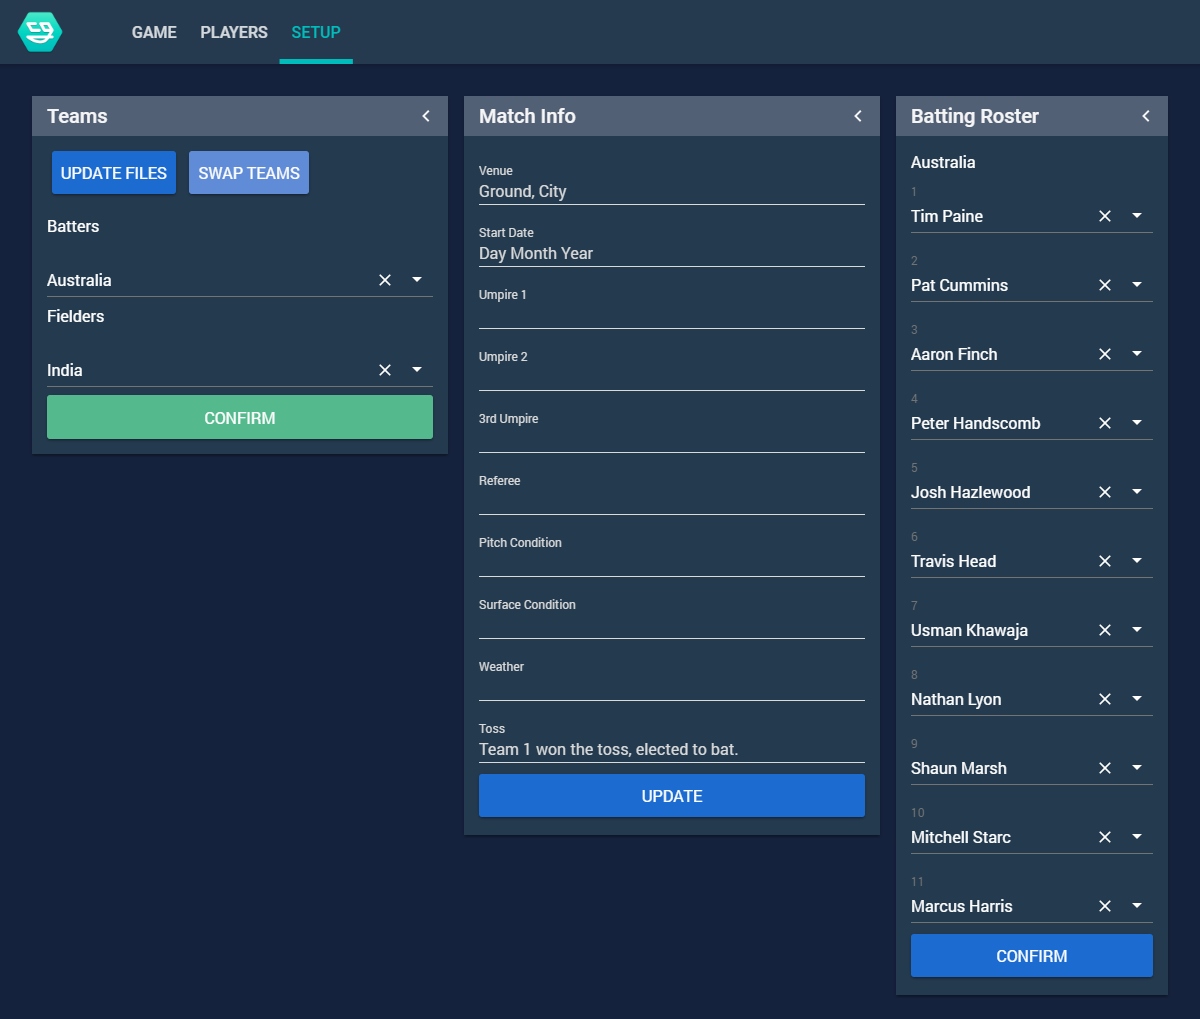 GAME PLAYERS SETUP
Teams
UPDATE FILES SWAP TEAMS
Batters
Australia
Fielders
India
CONFIRM
Match Info
Venue
Ground, City
Start Date
Day Month Year
Umpire 1
Umpire 2
3rd Umpire
Referee
Pitch Condition
Surface Condition
Weather
Toss
Team 1 won the toss, elected to bat.
UPDATE
Batting Roster
Australia
1
Tim Paine
2
Pat Cummins
3
Aaron Finch
4
Peter Handscomb
5
Josh Hazlewood
6
Travis Head
7
Usman Khawaja
8
Nathan Lyon
9
Shaun Marsh
10
Mitchell Starc
11
Marcus Harris
CONFIRM